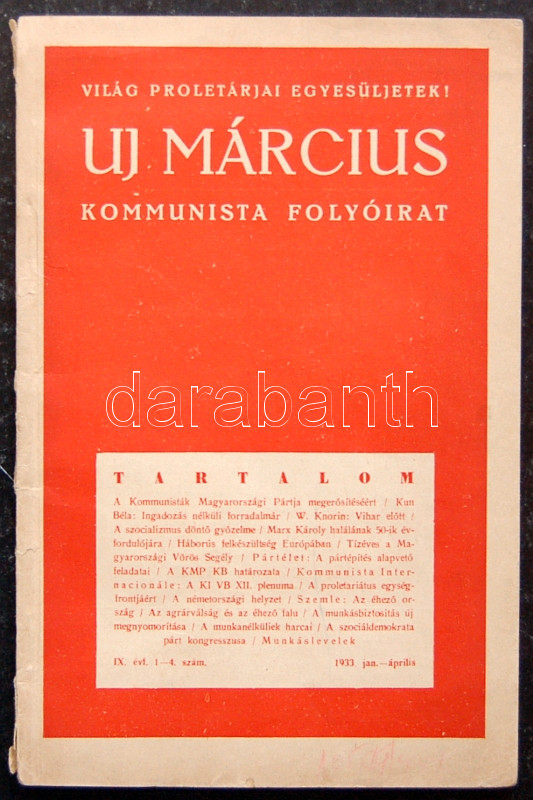 VILÁG PROLETÁRJAI EGYESÜLJETEK!
UJ MÁRCIUS
KOMMUNISTA FOLYÓIRAT
darabanth
TARTALOM
A Kommunisták Magyarországi Pártja megerősítéséért / Kun
Béla: Ingadozás nélküli forradalmár / W. Knorin: Vihar előtt /
A szocializmus döntő győzelme / Marx Károly halálának 50-ik év-
fordulójára / Háborús felkészültség Európában / Tízéves a Ma-
gyarországi Vörös Segély / Pártélet: A pártépítés alapvető
feladatai / A KMP KB határozata / Kommunista Inter-
nacionále: A KI VB XII. plenuma / A proletariátus egység-
frontjáért / A németországi helyzet / Szemle: Az éhező or-
szág / Az agrárválság és az éhező falu / A munkásbiztosítás új
megnyomorítása / A munkanélküliek harcai / A szociáldemokrata
párt kongresszusa / Munkáslevelek
IX. évf. 1—4. szám, 1933 jan.—április